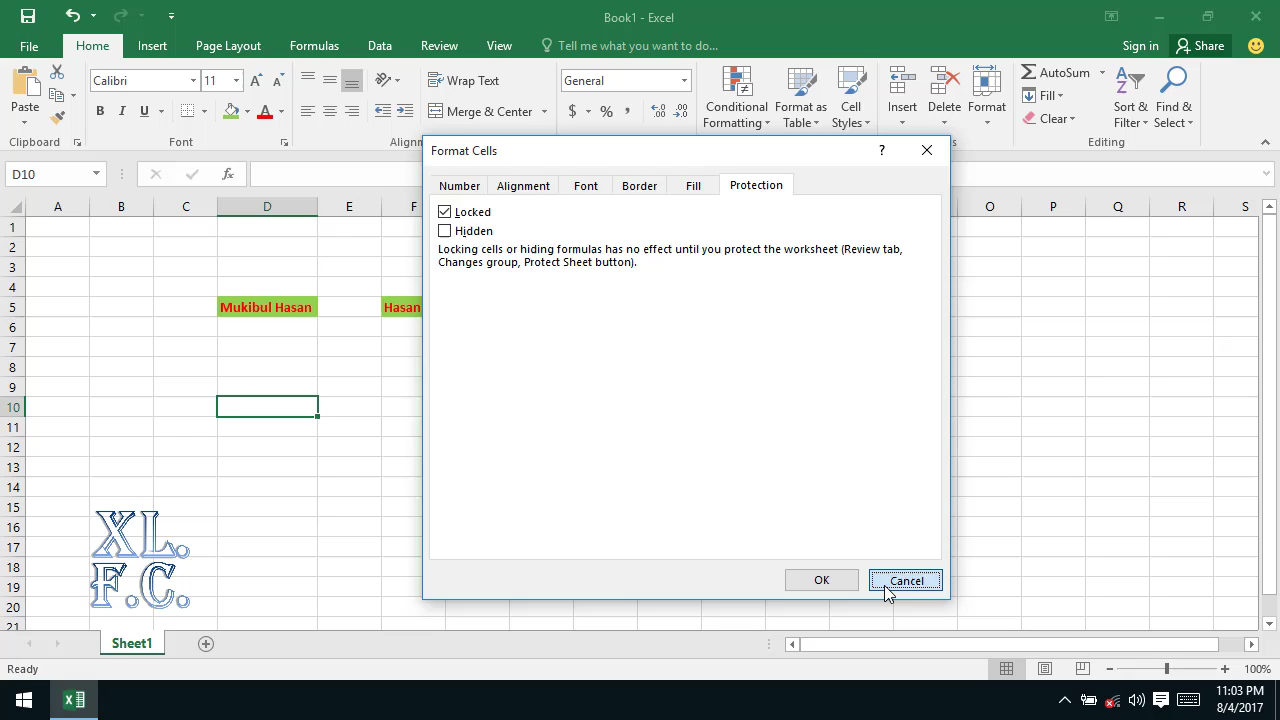 Book1 - Excel
File
Home
Insert
Page Layout
Formulas
Data
Review
View
Tell me what you want to do...
Sign in
Share
Paste
Clipboard
Calibri
11
B
I
U
A
Font
Wrap Text
Merge & Center
Alignm
General
$
%
Conditional
Formatting
Format as
Table
Cell
Styles
Insert
Delete
Format
AutoSum
Fill
Clear
Sort &
Filter
Find &
Select
Editing
D10
fx
Format Cells
?
Number
Alignment
Font
Border
Fill
Protection
Locked
Hidden
Locking cells or hiding formulas has no effect until you protect the worksheet (Review tab,
Changes group, Protect Sheet button).
OK
Cancel
A B C D E F O P Q R S
1
2
3
4
5 Mukibul Hasan Hasan
6
7
8
9
10
11
12
13
14
15
16
17
18
19
20
21
XL.
F.C.
Sheet1
Ready
100%
11:03 PM
8/4/2017